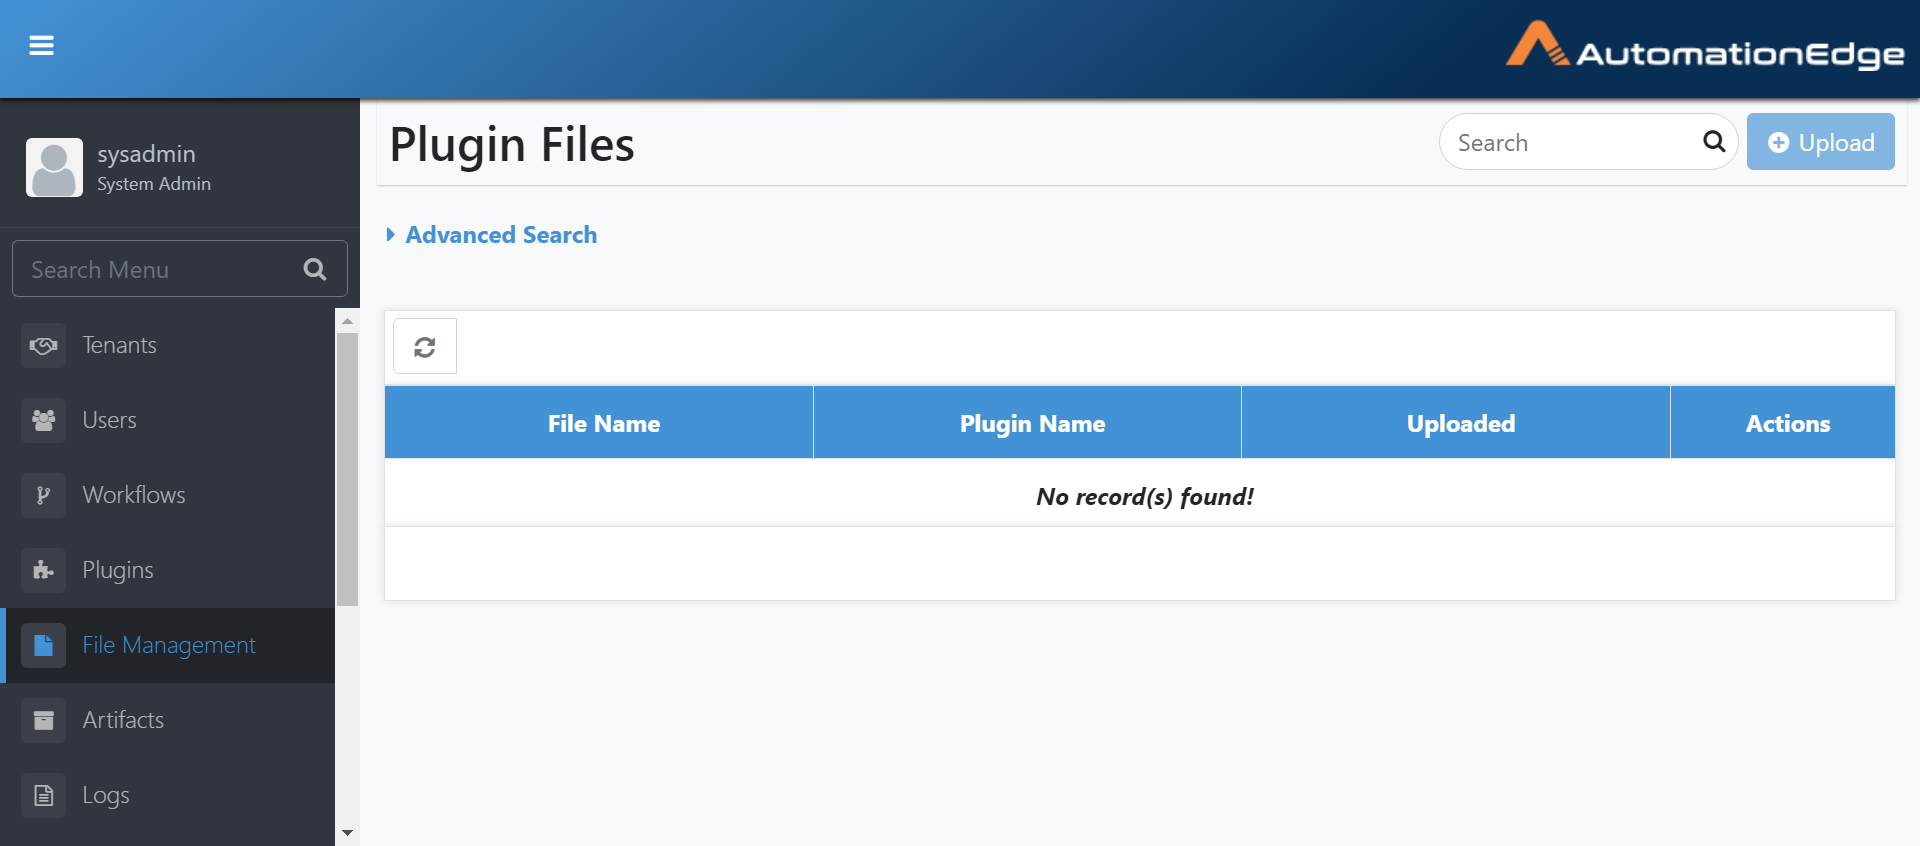 AutomationEdge
sysadmin
System Admin
Search Menu
Tenants
Users
Workflows
Plugins
File Management
Artifacts
Logs
Plugin Files
Search
Upload
Advanced Search
File Name Plugin Name Uploaded Actions
No record(s) found!